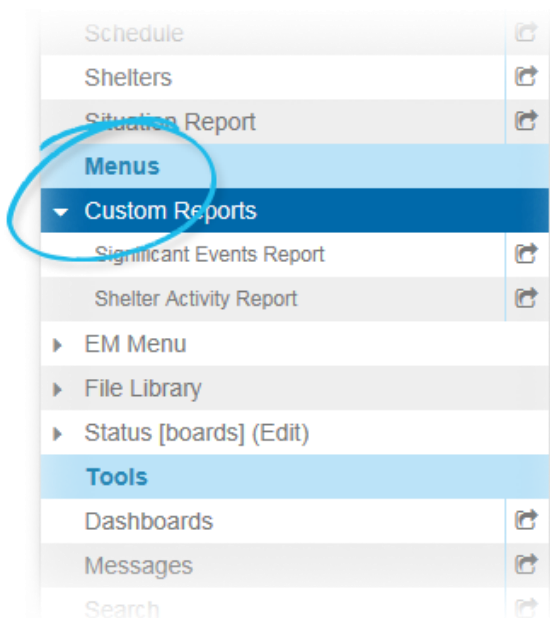 Schedule
Shelters
Situation Report
Menus
Custom Reports
Significant Events Report
Shelter Activity Report
EM Menu
File Library
Status [boards] (Edit)
Tools
Dashboards
Messages
Search